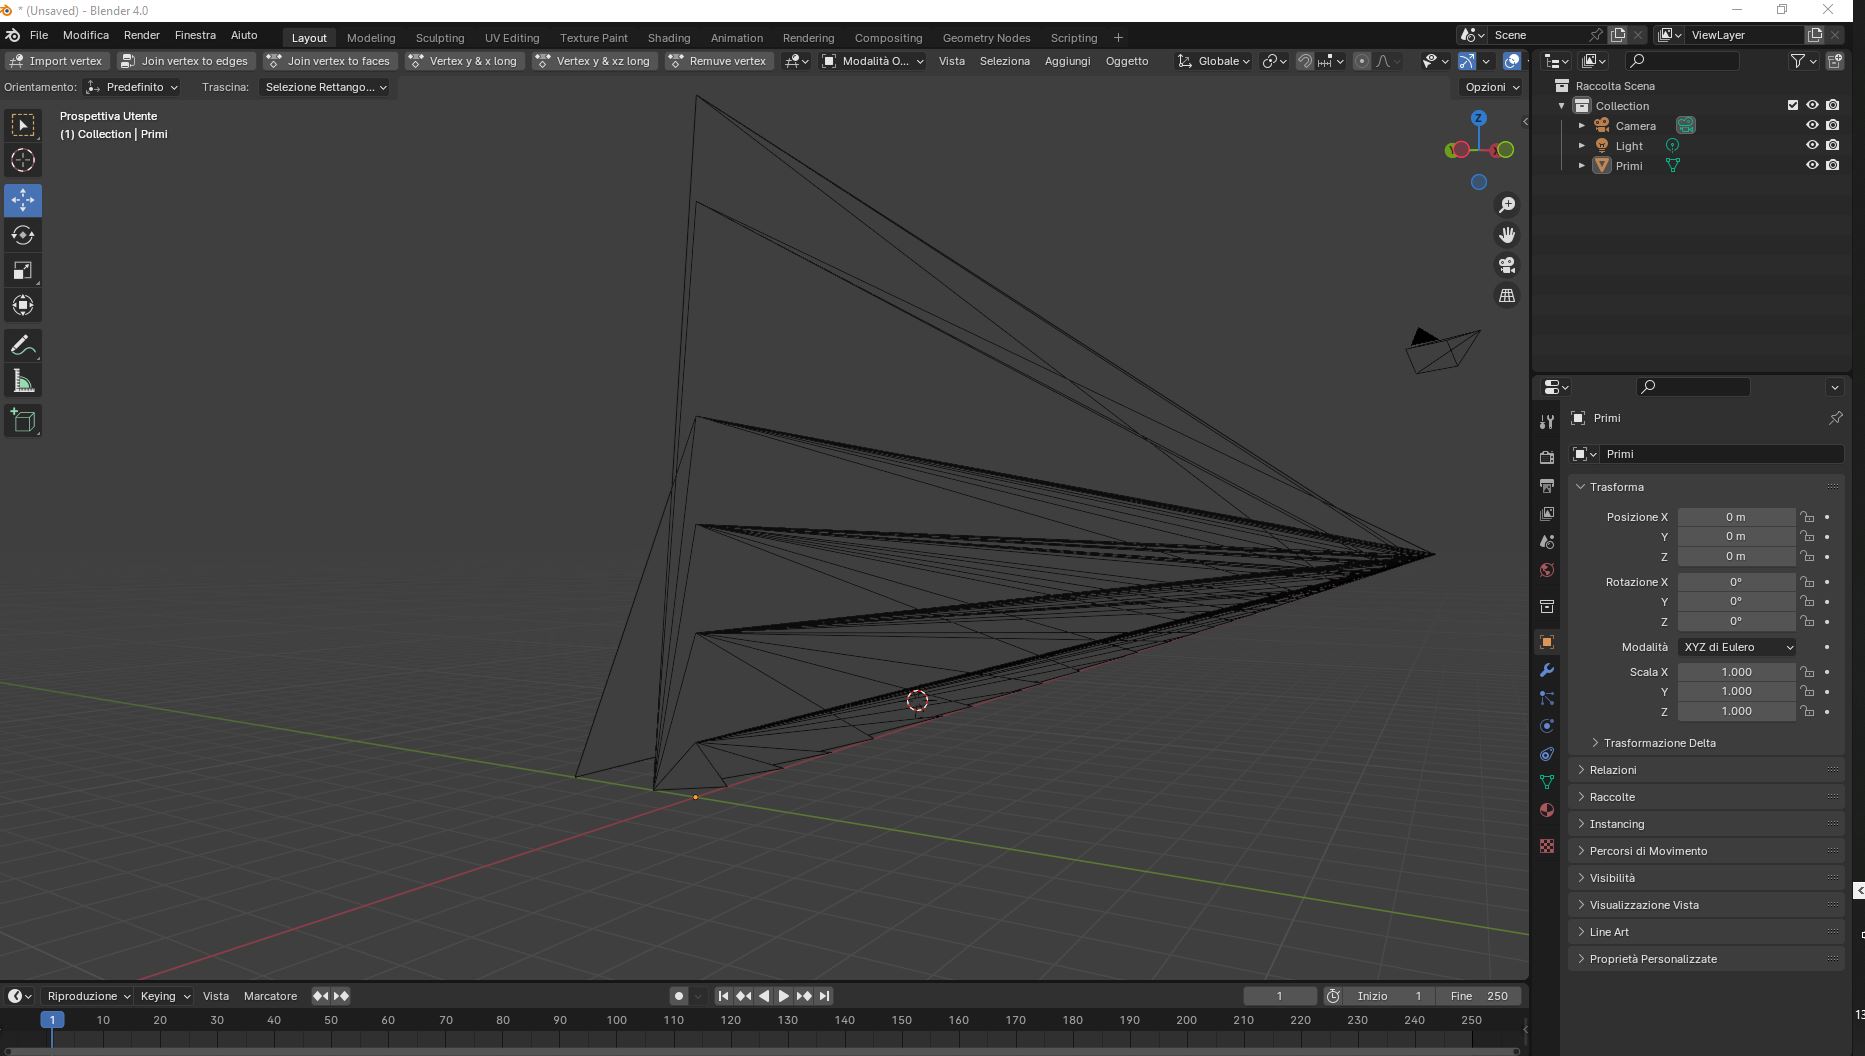 * (Unsaved) - Blender 4.0
File Modifica Render Finestra Aiuto Layout Modeling Sculpting UV Editing Texture Paint Shading Animation Rendering Compositing Geometry Nodes Scripting + Scene ViewLayer
Import vertex Join vertex to edges Join vertex to faces Vertex y & x long Vertex y & xz long Remuve vertex Modalità O... Vista Seleziona Aggiungi Oggetto Globale
Orientamento: Predefinito Trascina: Selezione Rettango... Opzioni
Prospettiva Utente
(1) Collection | Primi
Z
Raccolta Scena
Collection
Camera
Light
Primi
Primi
Primi
Trasforma
Posizione X 0 m
Y 0 m
Z 0 m
Rotazione X 0°
Y 0°
Z 0°
Modalità XYZ di Eulero
Scala X 1.000
Y 1.000
Z 1.000
Trasformazione Delta
Relazioni
Raccolte
Instancing
Percorsi di Movimento
Visibilità
Visualizzazione Vista
Line Art
Proprietà Personalizzate
Riproduzione Keying Vista Marcatore 1 Inizio 1 Fine 250
1 10 20 30 40 50 60 70 80 90 100 110 120 130 140 150 160 170 180 190 200 210 220 230 240 250